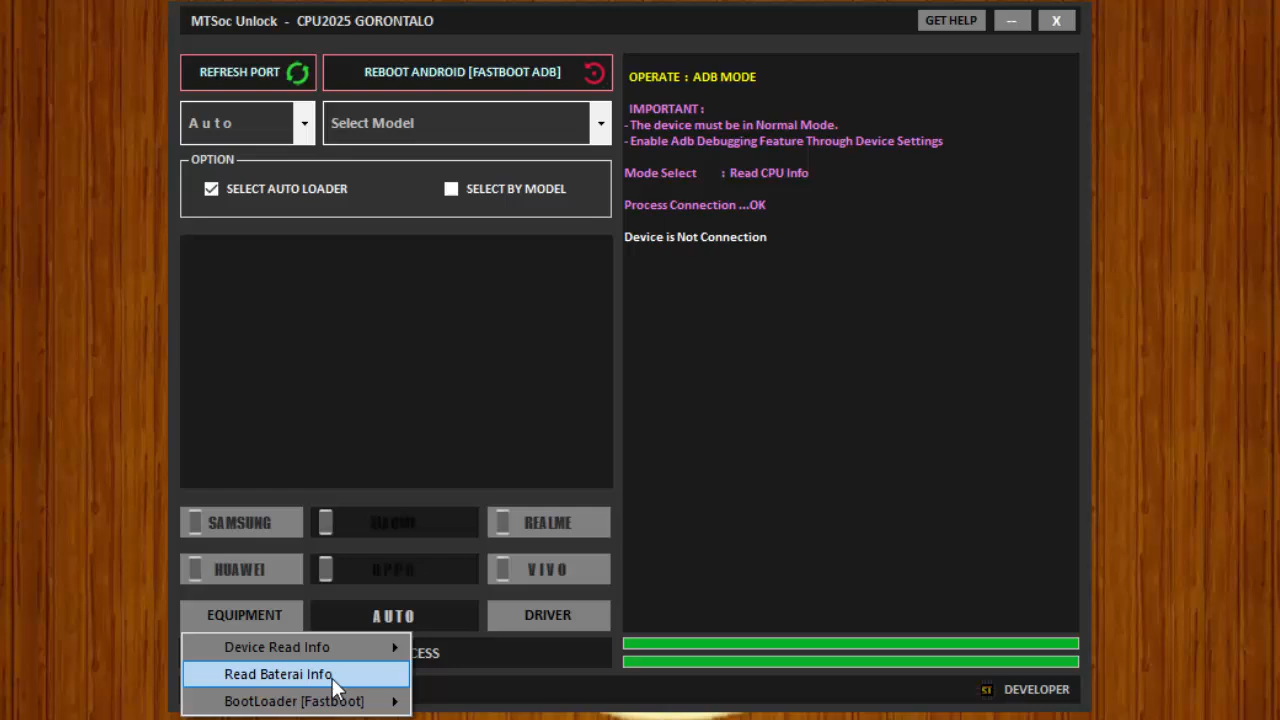 MTSoc Unlock - CPU2025 GORONTALO
GET HELP
--
X
REFRESH PORT
REBOOT ANDROID [FASTBOOT ADB]
Auto
Select Model
OPTION
SELECT AUTO LOADER
SELECT BY MODEL
OPERATE : ADB MODE
IMPORTANT :
- The device must be in Normal Mode.
- Enable Adb Debugging Feature Through Device Settings
Mode Select : Read CPU Info
Process Connection ...OK
Device is Not Connection
SAMSUNG
XIAOMI
REALME
HUAWEI
OPPO
VIVO
EQUIPMENT
AUTO
DRIVER
Device Read Info
Read Baterai Info
BootLoader [Fastboot]
DEVELOPER